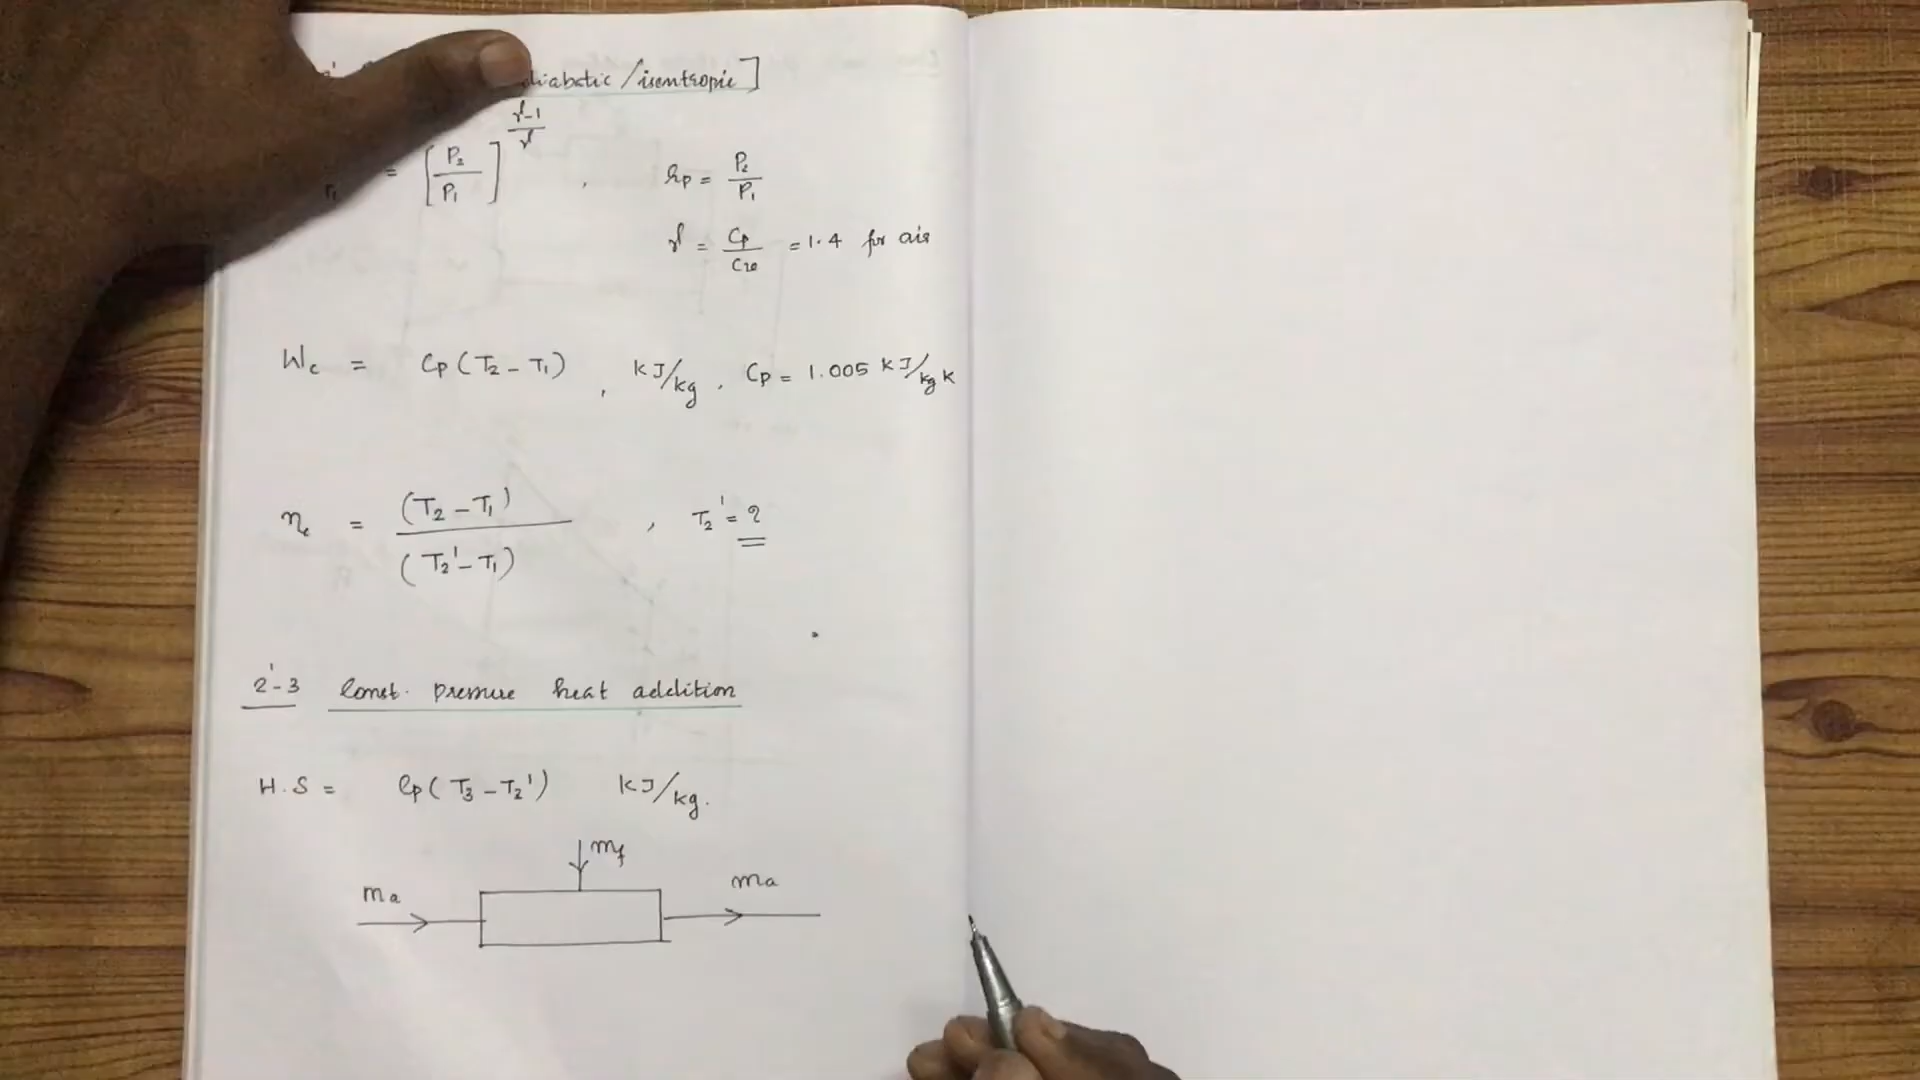 diabatic / isentropic ]
= [ P2 / P1 ] ^ (γ-1 / γ) , rp = P2 / P1
T1
γ = Cp / Cv = 1.4 for air
Wc = Cp ( T2 - T1 ) , kJ/kg , Cp = 1.005 kJ/kg K
ηc = ( T2 - T1 ) / ( T2' - T1 ) , T2' = ?
2'-3 Const. pressure heat addition
H.S = Cp ( T3 - T2' ) kJ/kg.
mf
ma
ma